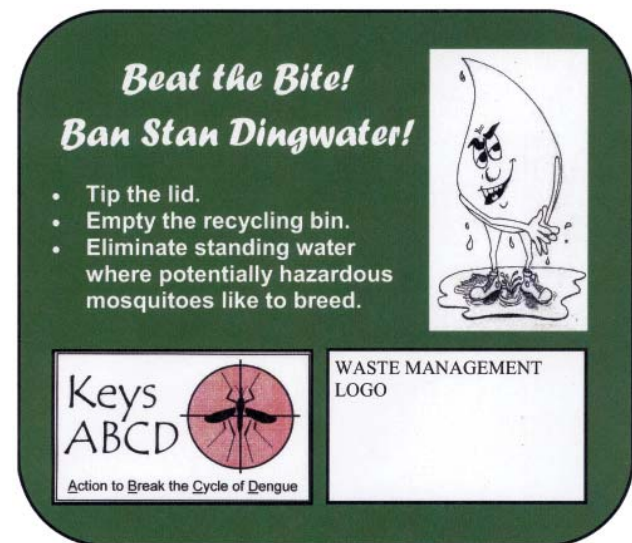 Beat the Bite!
Ban Stan Dingwater!
• Tip the lid.
• Empty the recycling bin.
• Eliminate standing water
where potentially hazardous
mosquitoes like to breed.
Keys
ABCD
Action to Break the Cycle of Dengue
WASTE MANAGEMENT
LOGO